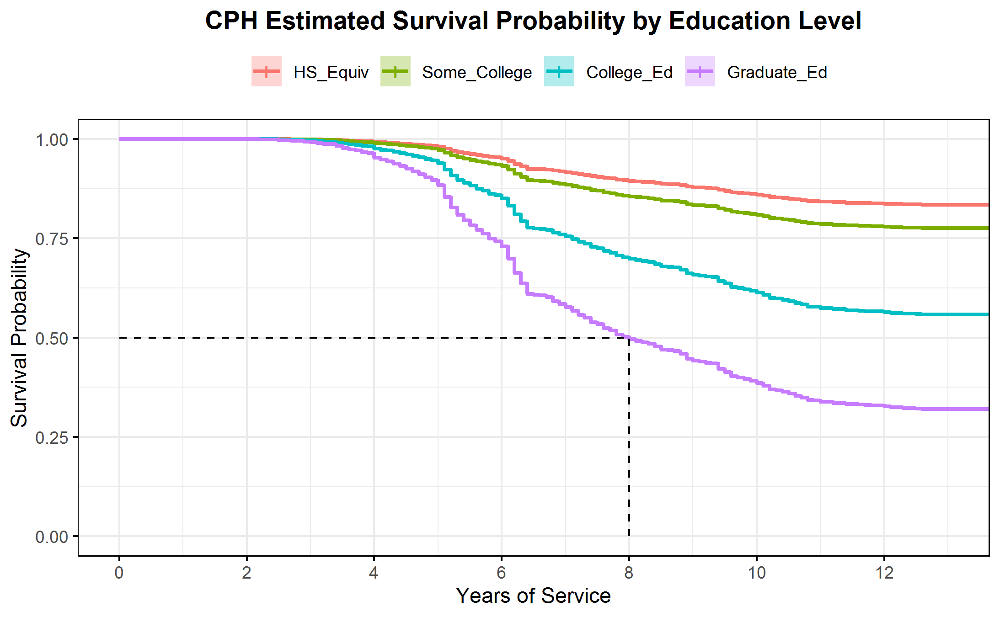 CPH Estimated Survival Probability by Education Level
HS_Equiv Some_College College_Ed Graduate_Ed
Survival Probability
1.00
0.75
0.50
0.25
0.00
0 2 4 6 8 10 12
Years of Service